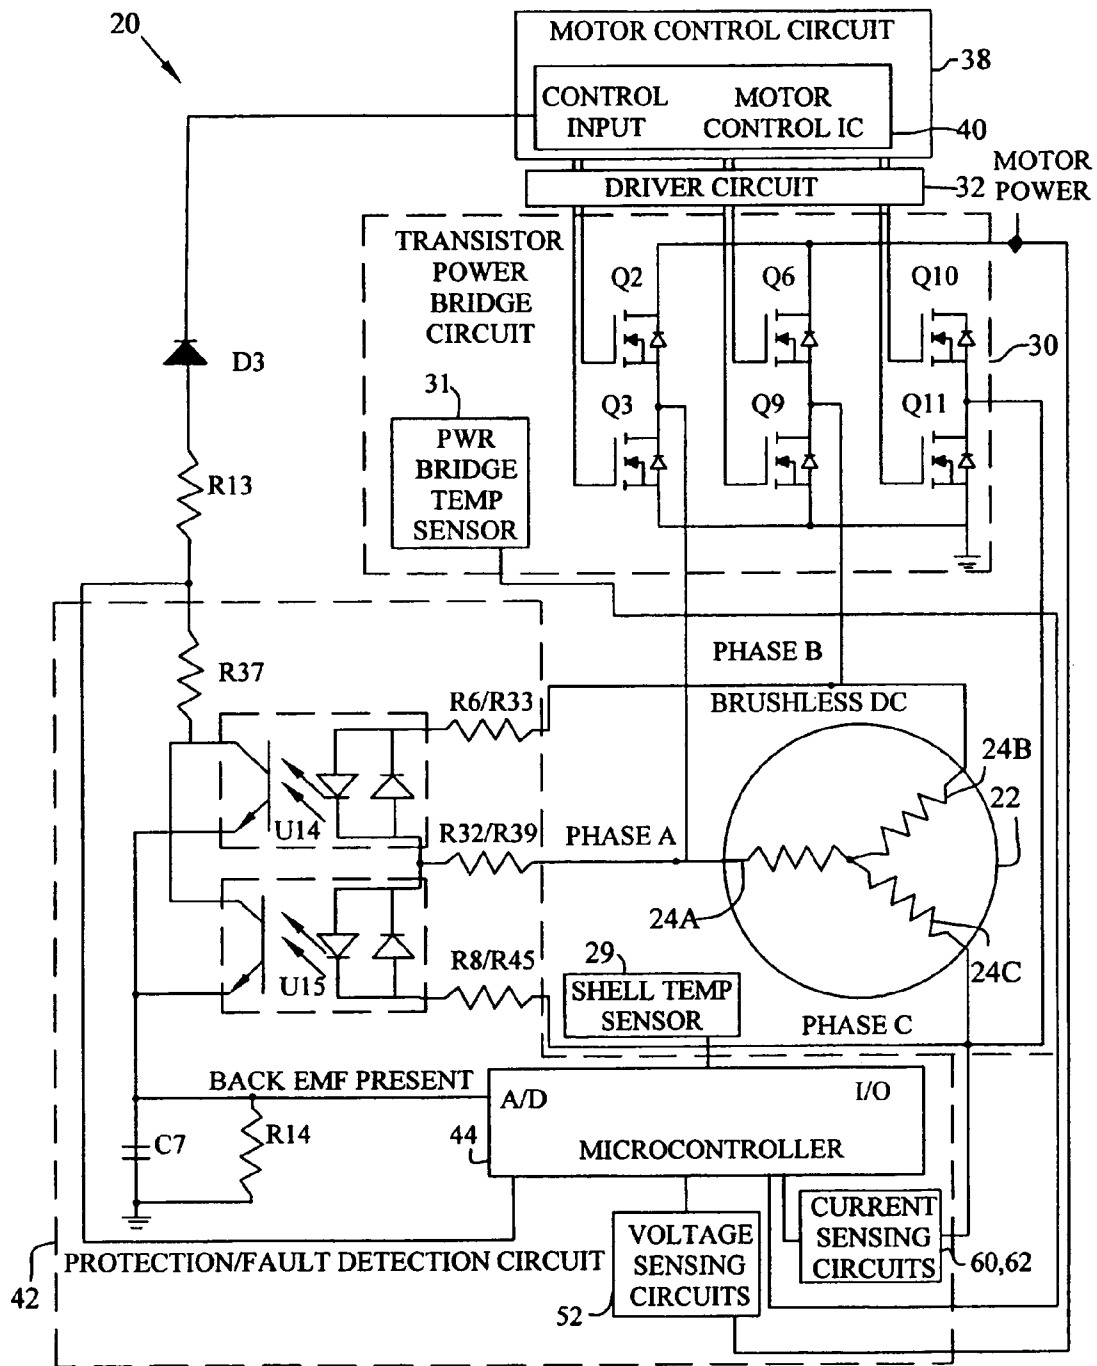 20
MOTOR CONTROL CIRCUIT
38
CONTROL
INPUT
MOTOR
CONTROL IC
40
MOTOR
POWER
DRIVER CIRCUIT
32
TRANSISTOR
POWER
BRIDGE
CIRCUIT
Q2
Q6
Q10
30
D3
31
Q3
Q9
Q11
PWR
BRIDGE
TEMP
SENSOR
R13
R37
PHASE B
R6/R33
BRUSHLESS DC
24B
22
U14
R32/R39
PHASE A
24A
24C
U15
R8/R45
29
SHELL TEMP
SENSOR
PHASE C
BACK EMF PRESENT
A/D
I/O
C7
R14
44
MICROCONTROLLER
CURRENT
SENSING
CIRCUITS
60,62
VOLTAGE
SENSING
CIRCUITS
52
PROTECTION/FAULT DETECTION CIRCUIT
42